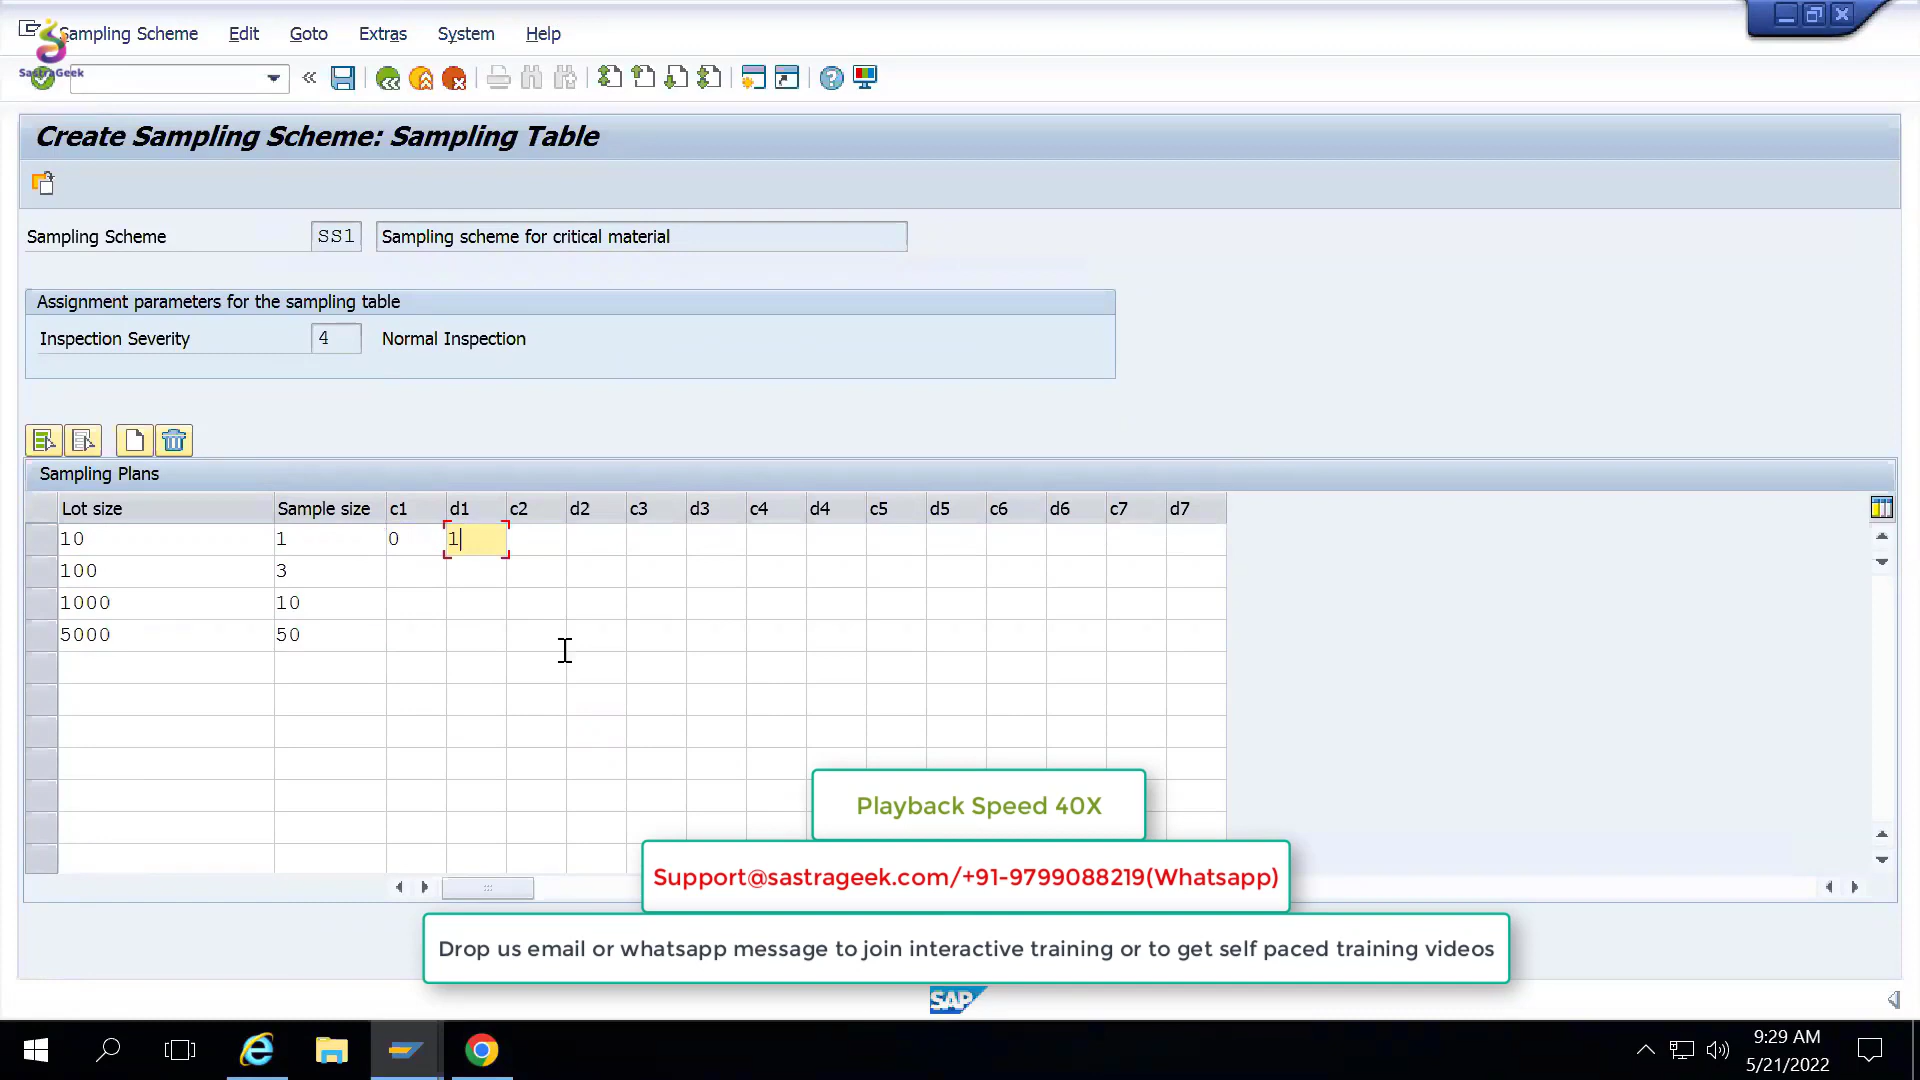 Sampling Scheme Edit Goto Extras System Help
SastraGeek
Create Sampling Scheme: Sampling Table
Sampling Scheme SS1 Sampling scheme for critical material
Assignment parameters for the sampling table
Inspection Severity 4 Normal Inspection
Sampling Plans
Lot size Sample size c1 d1 c2 d2 c3 d3 c4 d4 c5 d5 c6 d6 c7 d7
10 1 0 1
100 3
1000 10
5000 50
Playback Speed 40X
Support@sastrageek.com/+91-9799088219(Whatsapp)
Drop us email or whatsapp message to join interactive training or to get self paced training videos
SAP
9:29 AM
5/21/2022